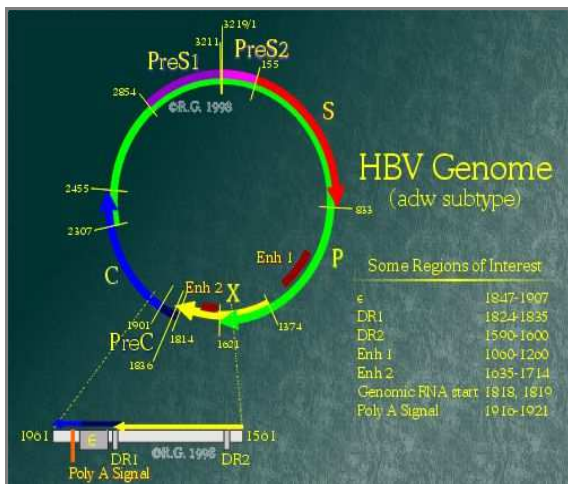 3219/1
3211
PreS2
PreS1
155
2854
©R.G. 1998
S
HBV Genome
(adw subtype)
2455
833
2307
P
Enh 1
Some Regions of Interest
C
Enh 2
X
ε 1847-1907
DR1 1824-1835
DR2 1590-1600
Enh 1 1060-1260
Enh 2 1635-1714
Genomic RNA start 1818, 1819
Poly A Signal 1916-1921
1901
1374
PreC
1814
1621
1836
1961
1561
ε
©R.G. 1998
DR1
DR2
Poly A Signal